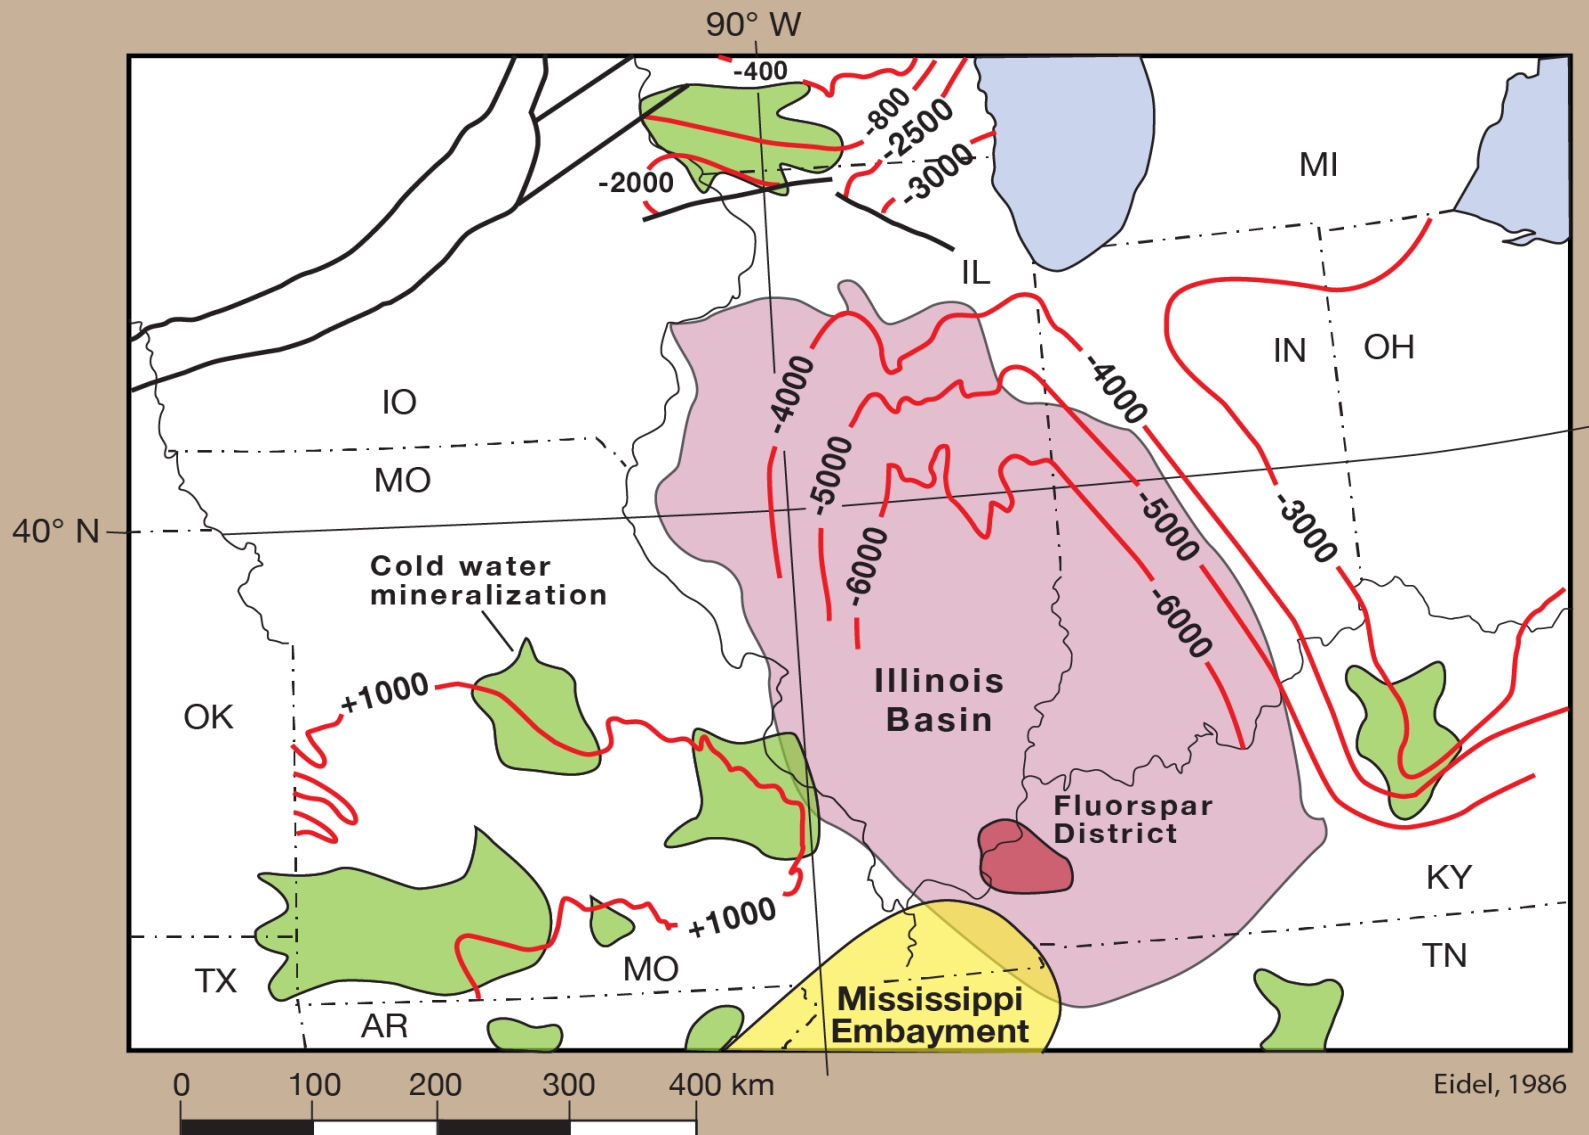 90° W
-400
-800
-2500
-3000
-2000
MI
IL
IN
OH
-4000
-4000
IO
MO
-5000
-5000
-3000
40° N
-6000
-6000
Cold water
mineralization
+1000
OK
Illinois
Basin
Fluorspar
District
KY
+1000
MO
TN
TX
AR
Mississippi
Embayment
0
100
200
300
400 km
Eidel, 1986